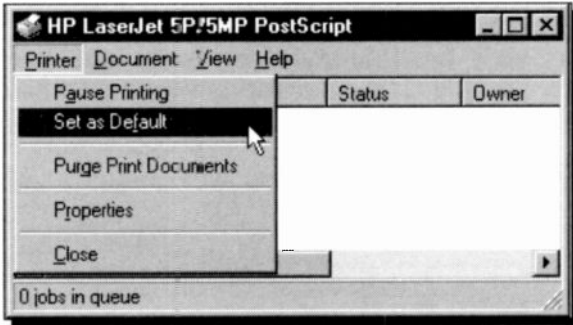 HP LaserJet 5P/5MP PostScript
Printer Document View Help
Pause Printing
Status Owner
Set as Default
Purge Print Documents
Properties
Close
0 jobs in queue